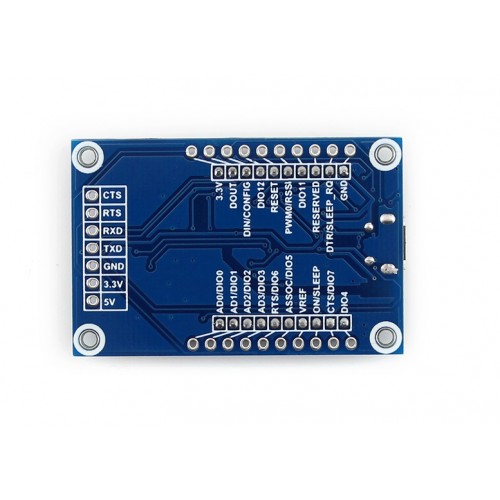 CTS
RTS
RXD
TXD
GND
3.3V
5V
3.3V
DOUT
DIN/CONFIG
DIO12
RESET
PWM0/RSSI
DIO11
RESERVED
DTR/SLEEP_RQ
GND
AD0/DIO0
AD1/DIO1
AD2/DIO2
AD3/DIO3
RTS/DIO6
ASSOC/DIO5
VREF
ON/SLEEP
CTS/DIO7
DIO4